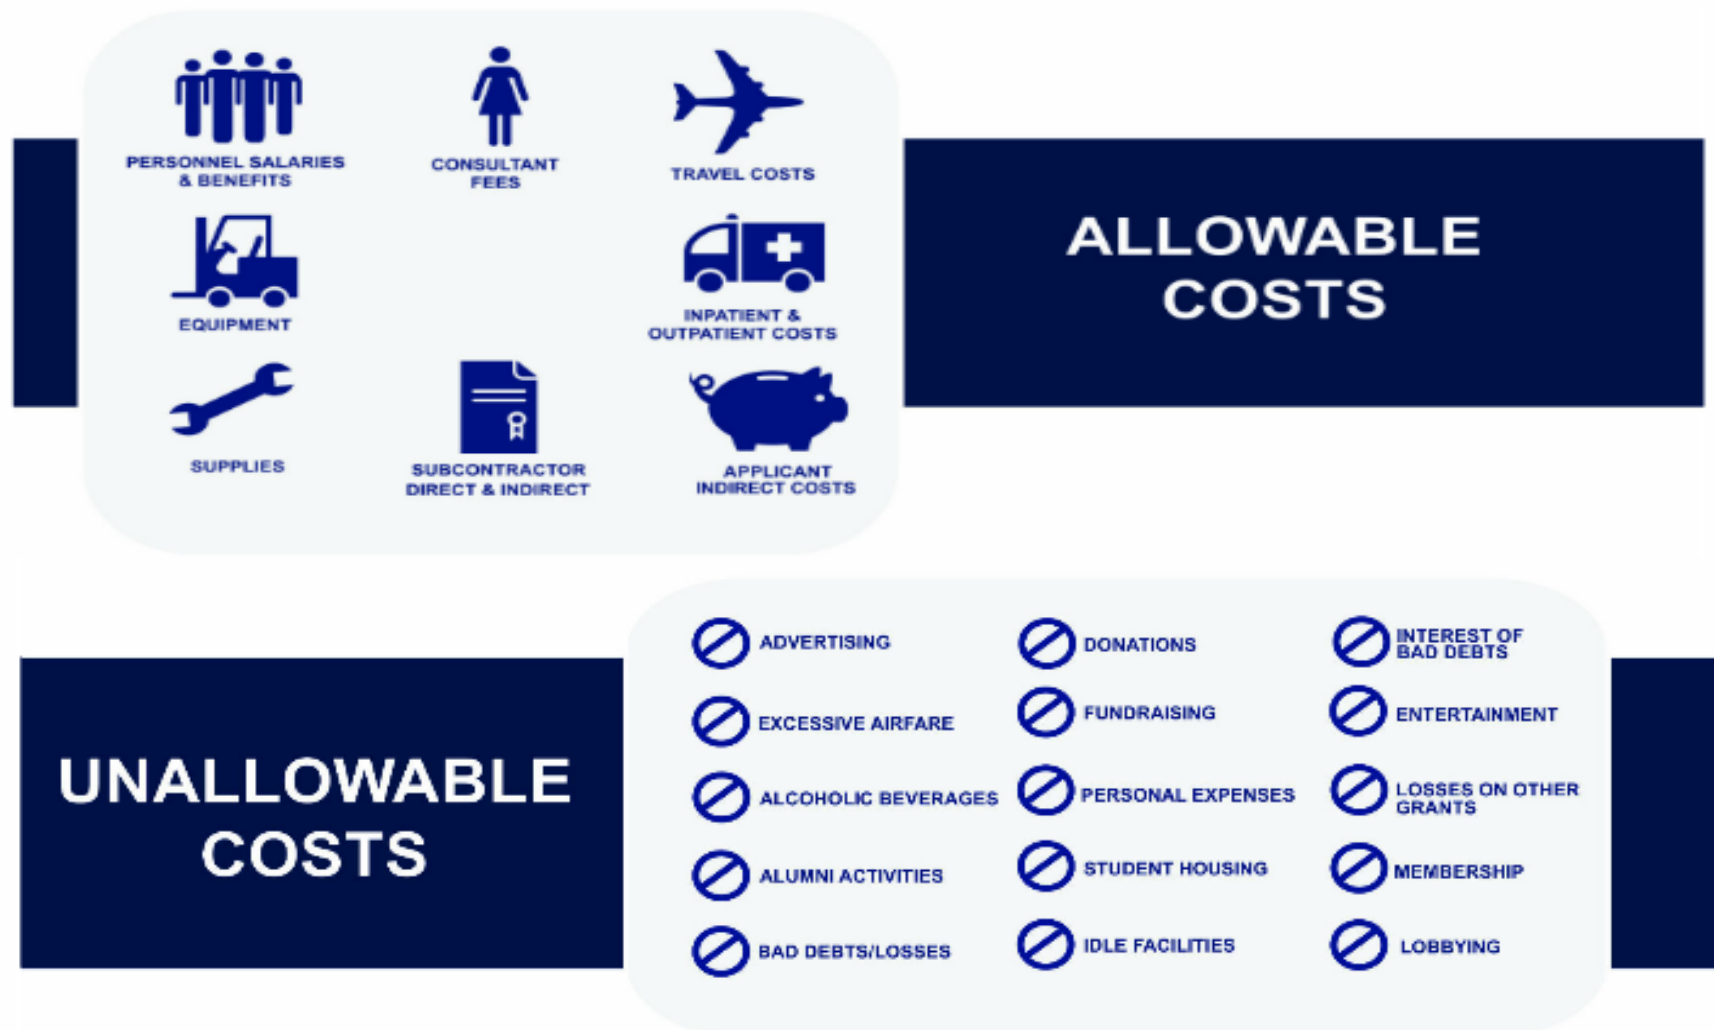 PERSONNEL SALARIES
& BENEFITS
CONSULTANT
FEES
TRAVEL COSTS
EQUIPMENT
INPATIENT &
OUTPATIENT COSTS
SUPPLIES
SUBCONTRACTOR
DIRECT & INDIRECT
APPLICANT
INDIRECT COSTS
ALLOWABLE
COSTS
UNALLOWABLE
COSTS
ADVERTISING
EXCESSIVE AIRFARE
ALCOHOLIC BEVERAGES
ALUMNI ACTIVITIES
BAD DEBTS/LOSSES
DONATIONS
FUNDRAISING
PERSONAL EXPENSES
STUDENT HOUSING
IDLE FACILITIES
INTEREST OF
BAD DEBTS
ENTERTAINMENT
LOSSES ON OTHER
GRANTS
MEMBERSHIP
LOBBYING